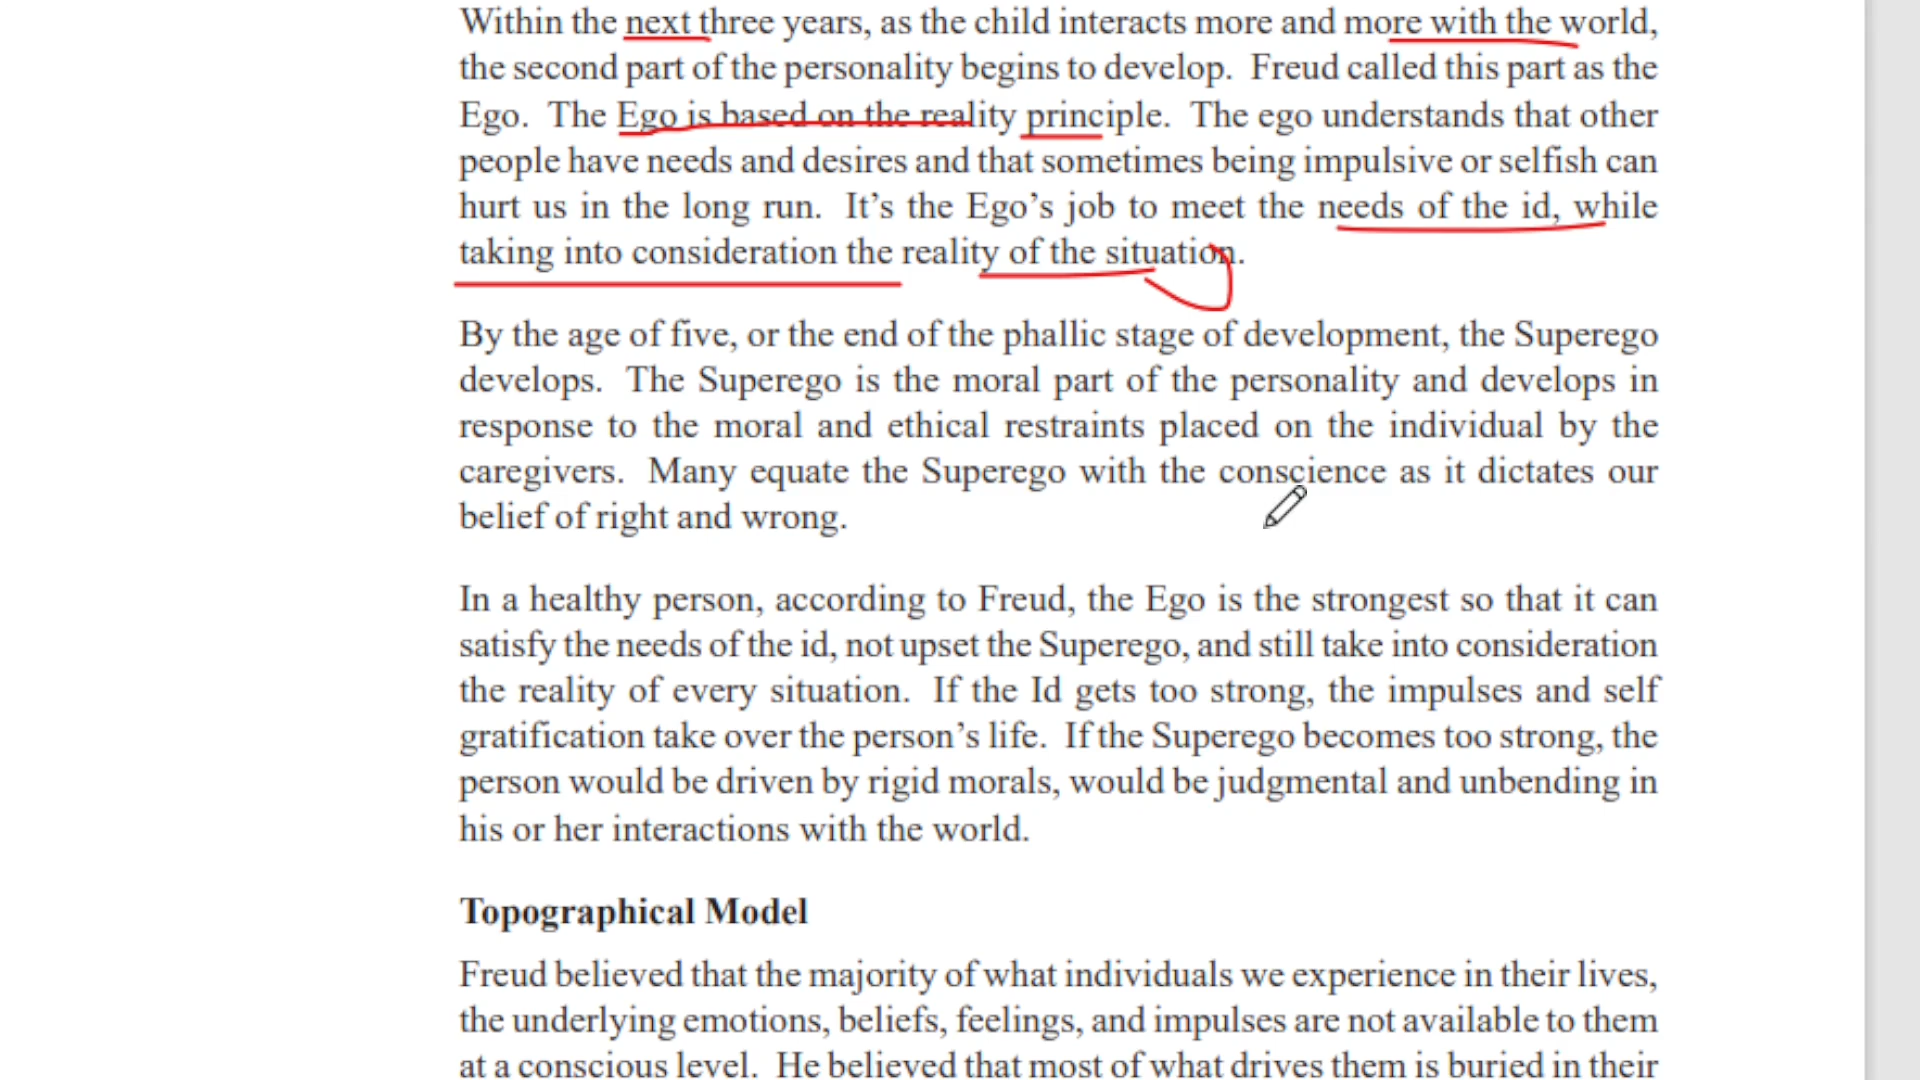 Within the next three years, as the child interacts more and more with the world,
the second part of the personality begins to develop. Freud called this part as the
Ego. The Ego is based on the reality principle. The ego understands that other
people have needs and desires and that sometimes being impulsive or selfish can
hurt us in the long run. It’s the Ego’s job to meet the needs of the id, while
taking into consideration the reality of the situation.
By the age of five, or the end of the phallic stage of development, the Superego
develops. The Superego is the moral part of the personality and develops in
response to the moral and ethical restraints placed on the individual by the
caregivers. Many equate the Superego with the conscience as it dictates our
belief of right and wrong.
In a healthy person, according to Freud, the Ego is the strongest so that it can
satisfy the needs of the id, not upset the Superego, and still take into consideration
the reality of every situation. If the Id gets too strong, the impulses and self
gratification take over the person’s life. If the Superego becomes too strong, the
person would be driven by rigid morals, would be judgmental and unbending in
his or her interactions with the world.
Topographical Model
Freud believed that the majority of what individuals we experience in their lives,
the underlying emotions, beliefs, feelings, and impulses are not available to them
at a conscious level. He believed that most of what drives them is buried in their